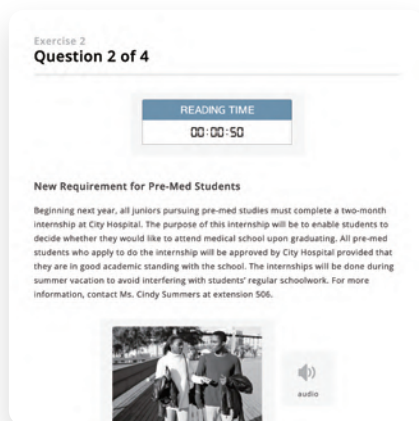 Exercise 2
Question 2 of 4
READING TIME
00:00:50
New Requirement for Pre-Med Students
Beginning next year, all juniors pursuing pre-med studies must complete a two-month
internship at City Hospital. The purpose of this internship will be to enable students to
decide whether they would like to attend medical school upon graduating. All pre-med
students who apply to do the internship will be approved by City Hospital provided that
they are in good academic standing with the school. The internships will be done during
summer vacation to avoid interfering with students' regular schoolwork. For more
information, contact Ms. Cindy Summers at extension 506.
audio